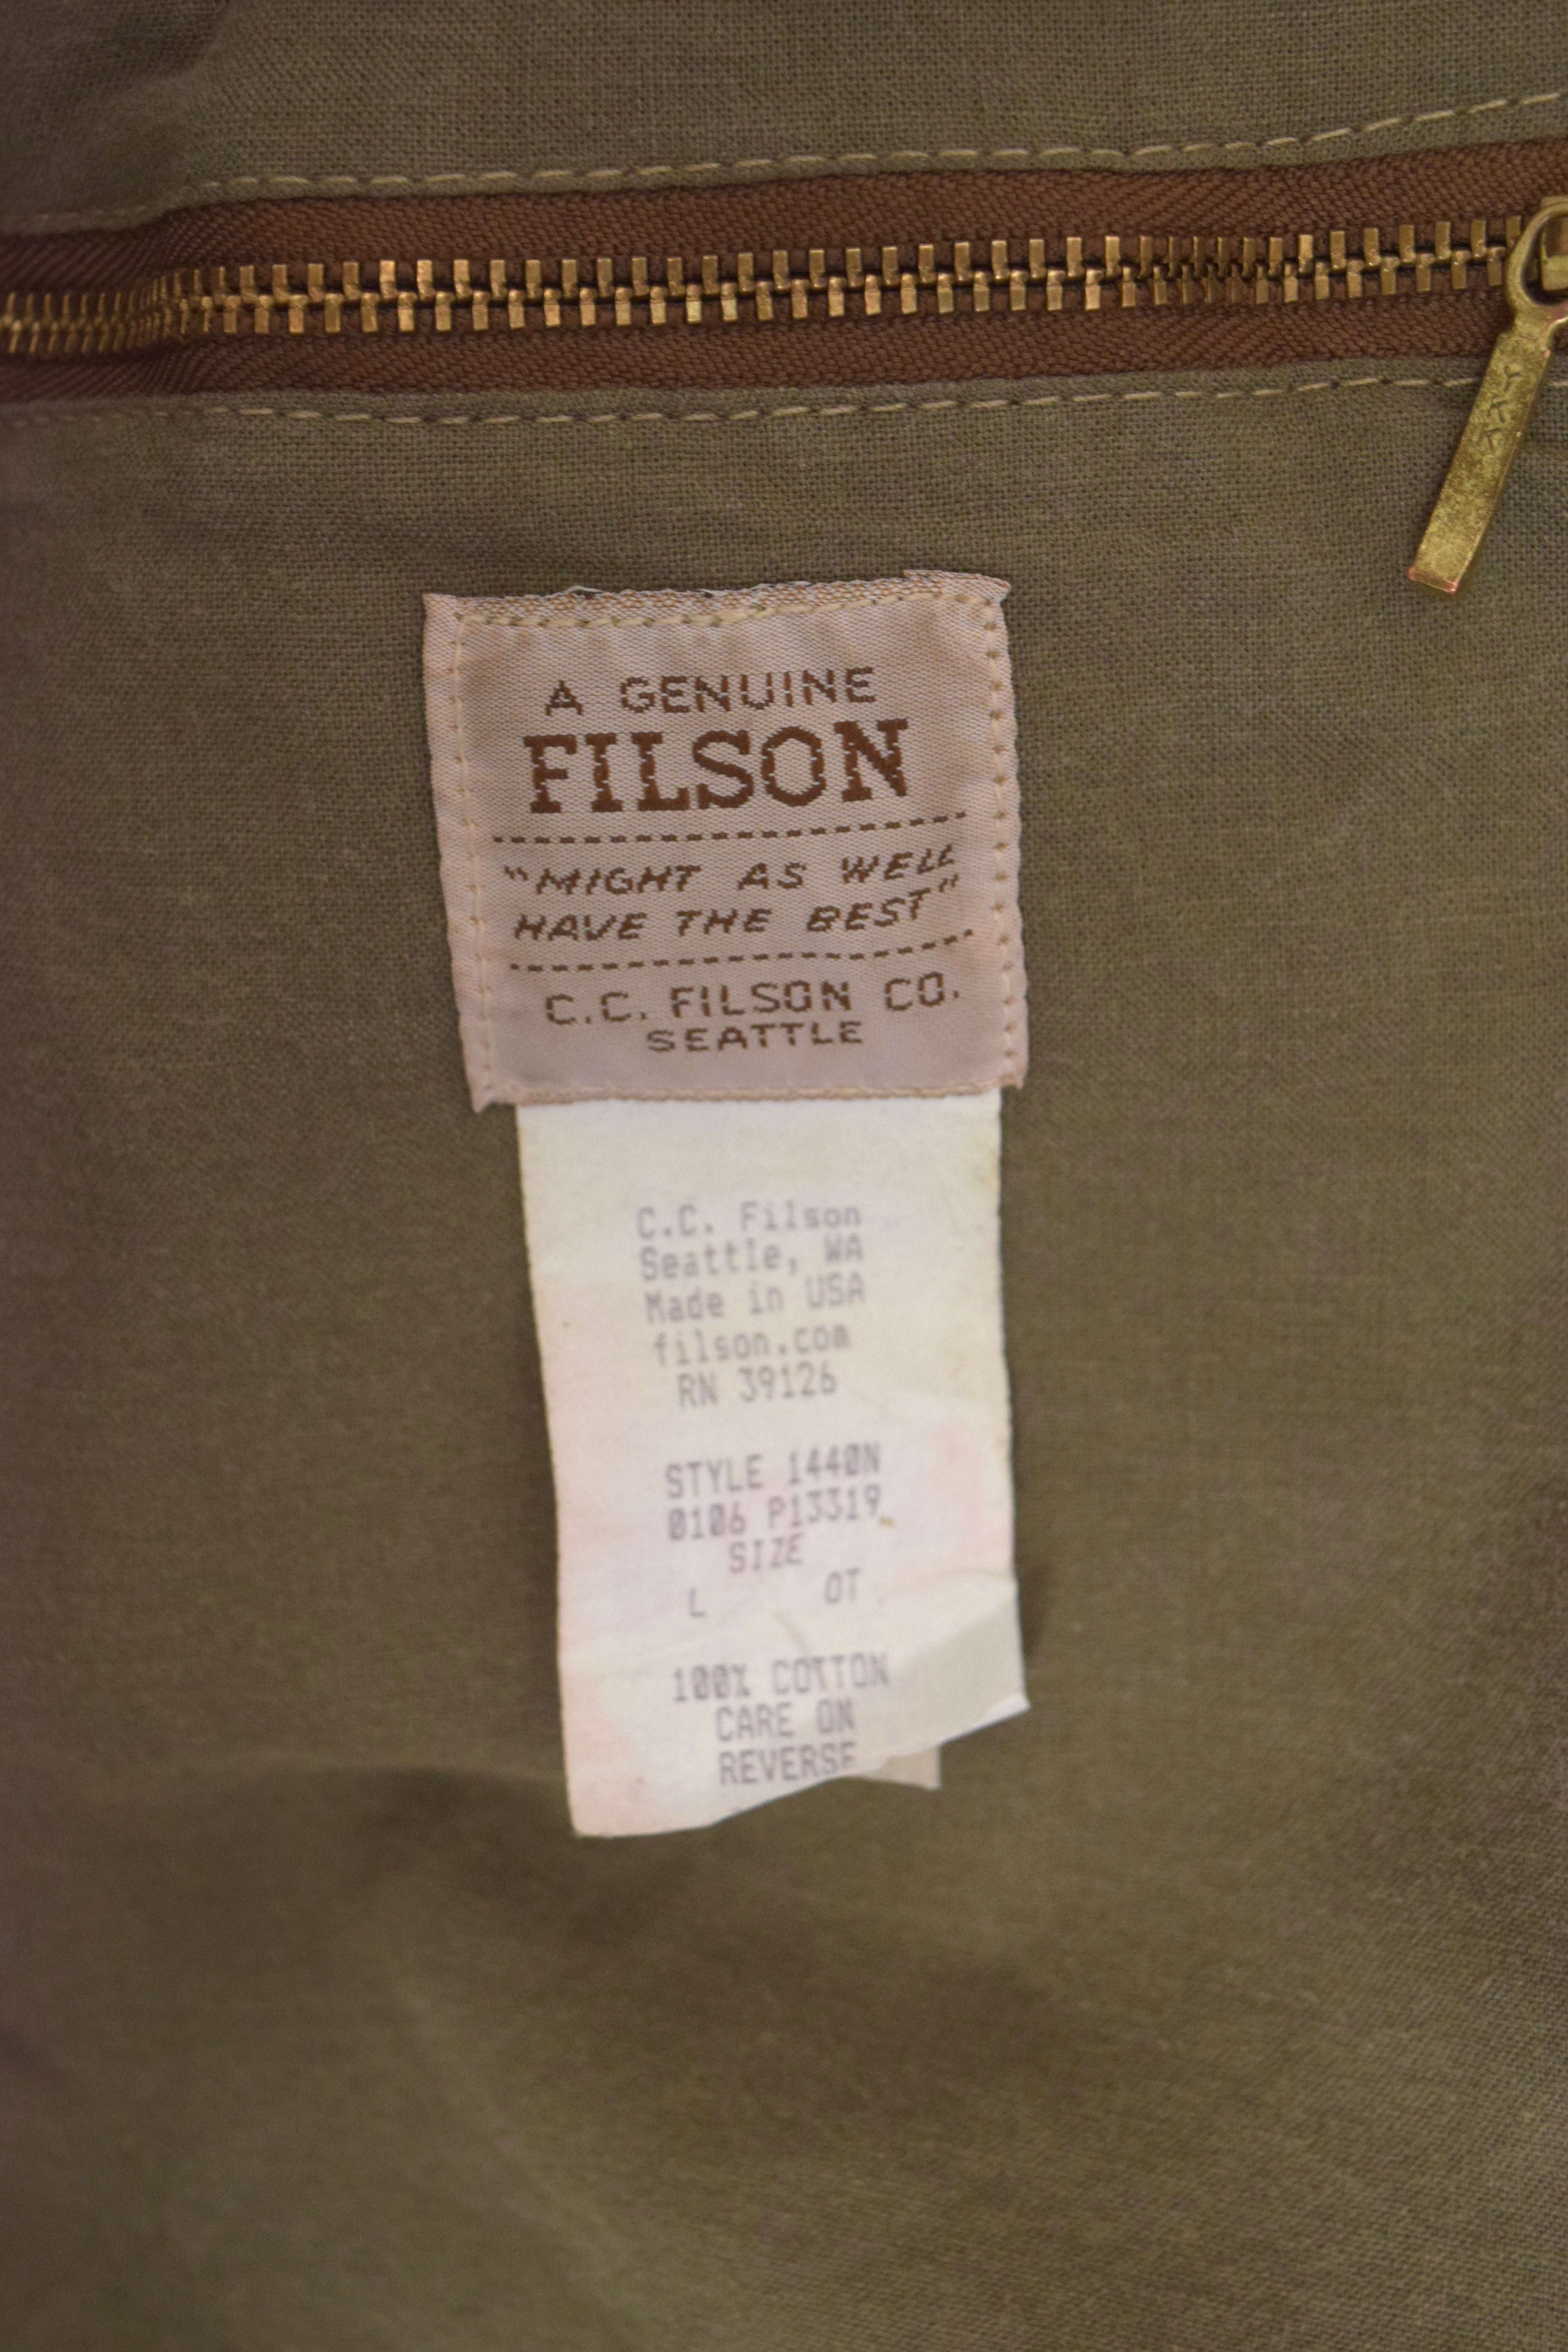 A GENUINE
FILSON
"MIGHT AS WELL
HAVE THE BEST"
C.C. FILSON CO.
SEATTLE
C.C. Filson
Seattle, WA
Made in USA
filson.com
RN 39126
STYLE 1440N
0106 P13319
SIZE
L OT
100% COTTON
CARE ON
REVERSE
YKK